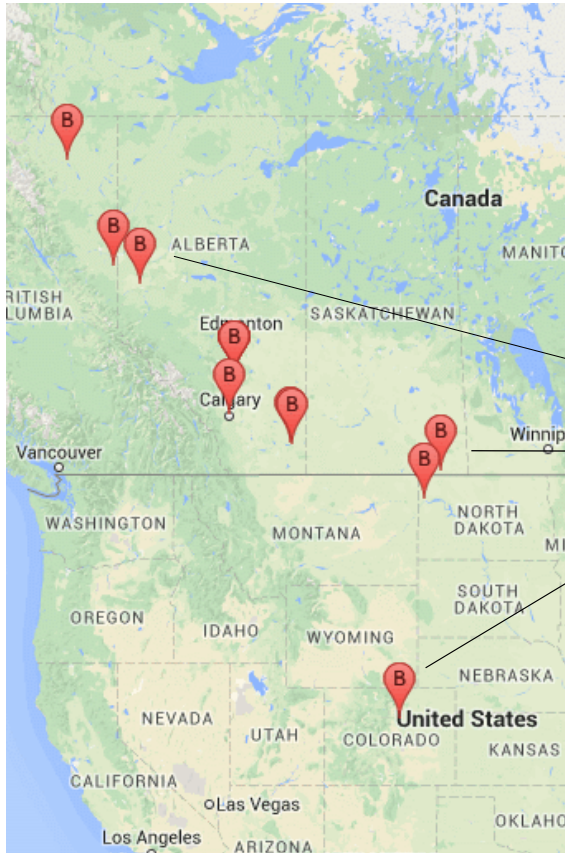 B
Canada
B
B
ALBERTA
MANITO
RITISH
LUMBIA
SASKATCHEWAN
Edmonton
B
B
Calgary
B
B
Winnip
Vancouver
B
WASHINGTON
NORTH
DAKOTA
MONTANA
MI
SOUTH
DAKOTA
OREGON
IDAHO
WYOMING
B
NEBRASKA
NEVADA
United States
UTAH
COLORADO
KANSAS
CALIFORNIA
Las Vegas
OKLAHO
Los Angeles
ARIZONA